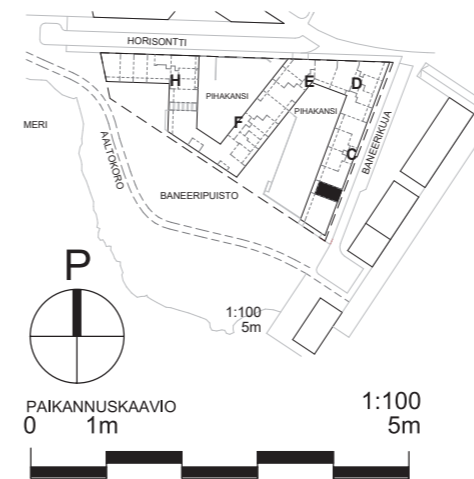 HORISONTTI
H
E
D
PIHAKANSI
PIHAKANSI
F
MERI
AALTOKORO
C
BANEERIKUJA
BANEERIPUISTO
P
1:100
5m
PAIKANNUSKAAVIO
1:100
0 1m 5m